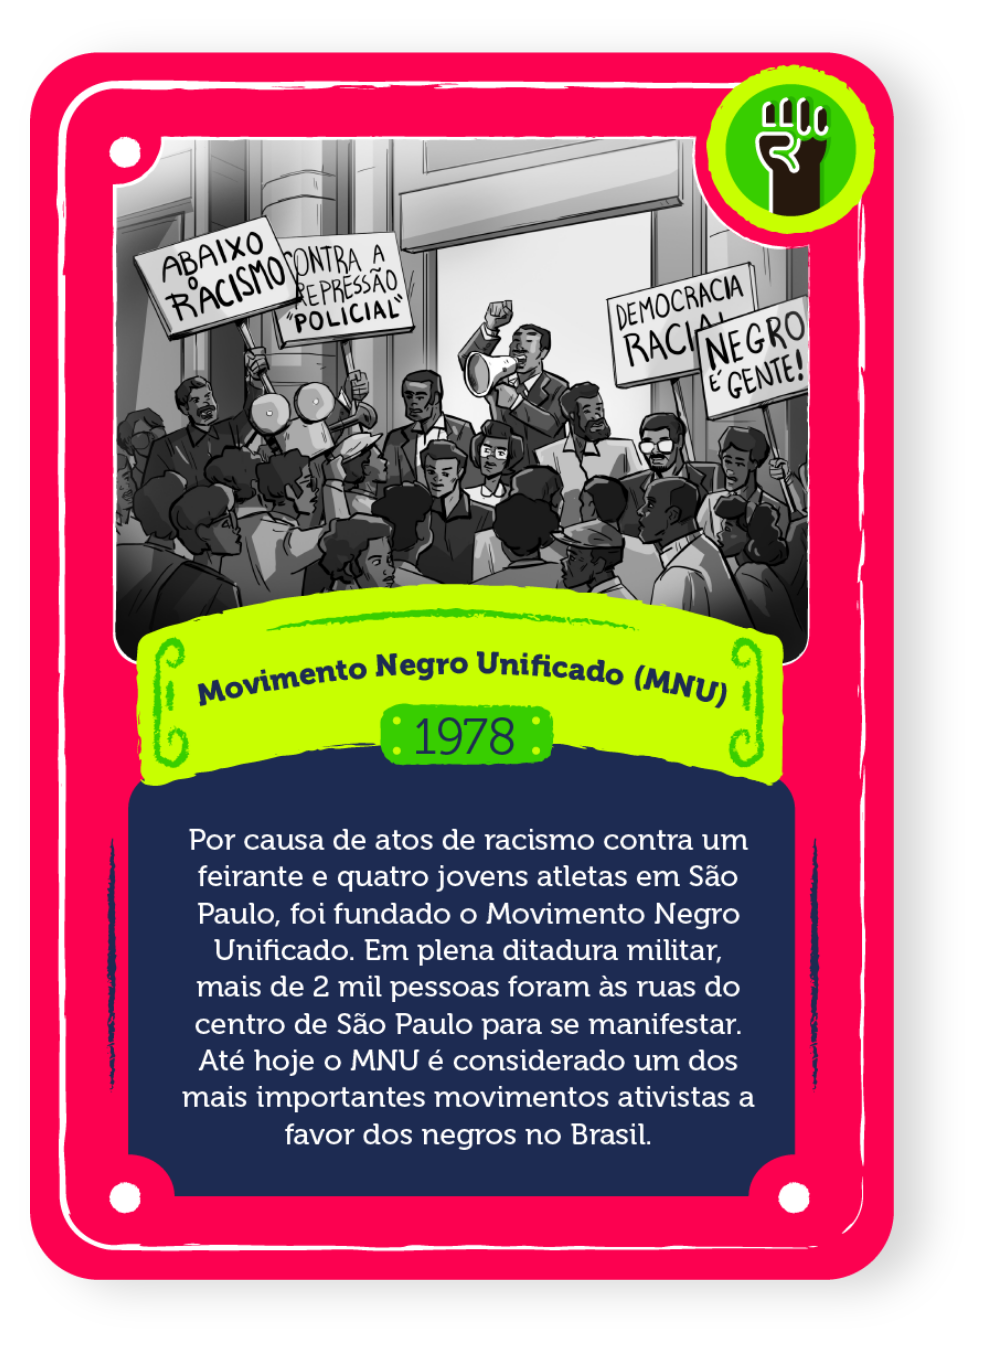 ABAIXO
O
RACISMO
CONTRA A
REPRESSÃO
"POLICIAL"
DEMOCRACIA
NEGRO
É GENTE!
Movimento Negro Unificado (MNU)
1978
Por causa de atos de racismo contra um
feirante e quatro jovens atletas em São
Paulo, foi fundado o Movimento Negro
Unificado. Em plena ditadura militar,
mais de 2 mil pessoas foram às ruas do
centro de São Paulo para se manifestar.
Até hoje o MNU é considerado um dos
mais importantes movimentos ativistas a
favor dos negros no Brasil.